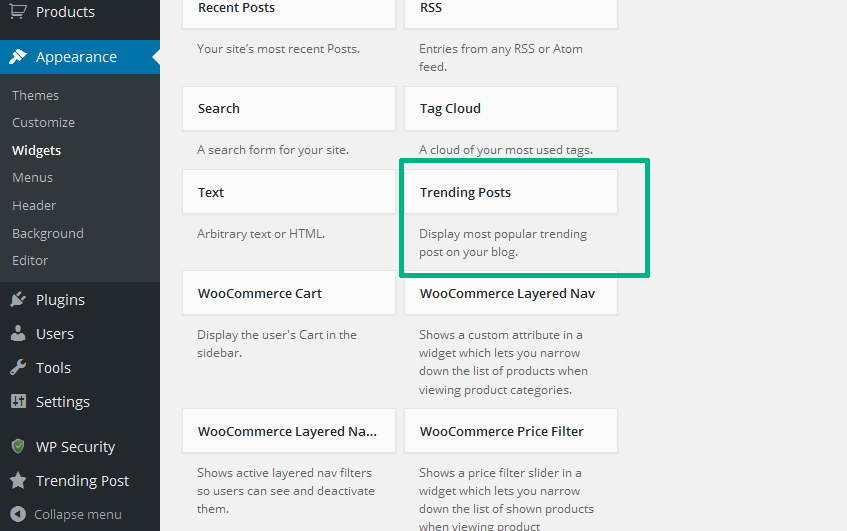 Products
Appearance
Themes
Customize
Widgets
Menus
Header
Background
Editor
Plugins
Users
Tools
Settings
WP Security
Trending Post
Collapse menu
Recent Posts
Your site's most recent Posts.
RSS
Entries from any RSS or Atom
feed.
Search
A search form for your site.
Tag Cloud
A cloud of your most used tags.
Text
Arbitrary text or HTML.
Trending Posts
Display most popular trending
post on your blog.
WooCommerce Cart
Display the user's Cart in the
sidebar.
WooCommerce Layered Nav
Shows a custom attribute in a
widget which lets you narrow
down the list of products when
viewing product categories.
WooCommerce Layered Na...
Shows active layered nav filters
so users can see and deactivate
them.
WooCommerce Price Filter
Shows a price filter slider in a
widget which lets you narrow
down the list of shown products
when viewing product